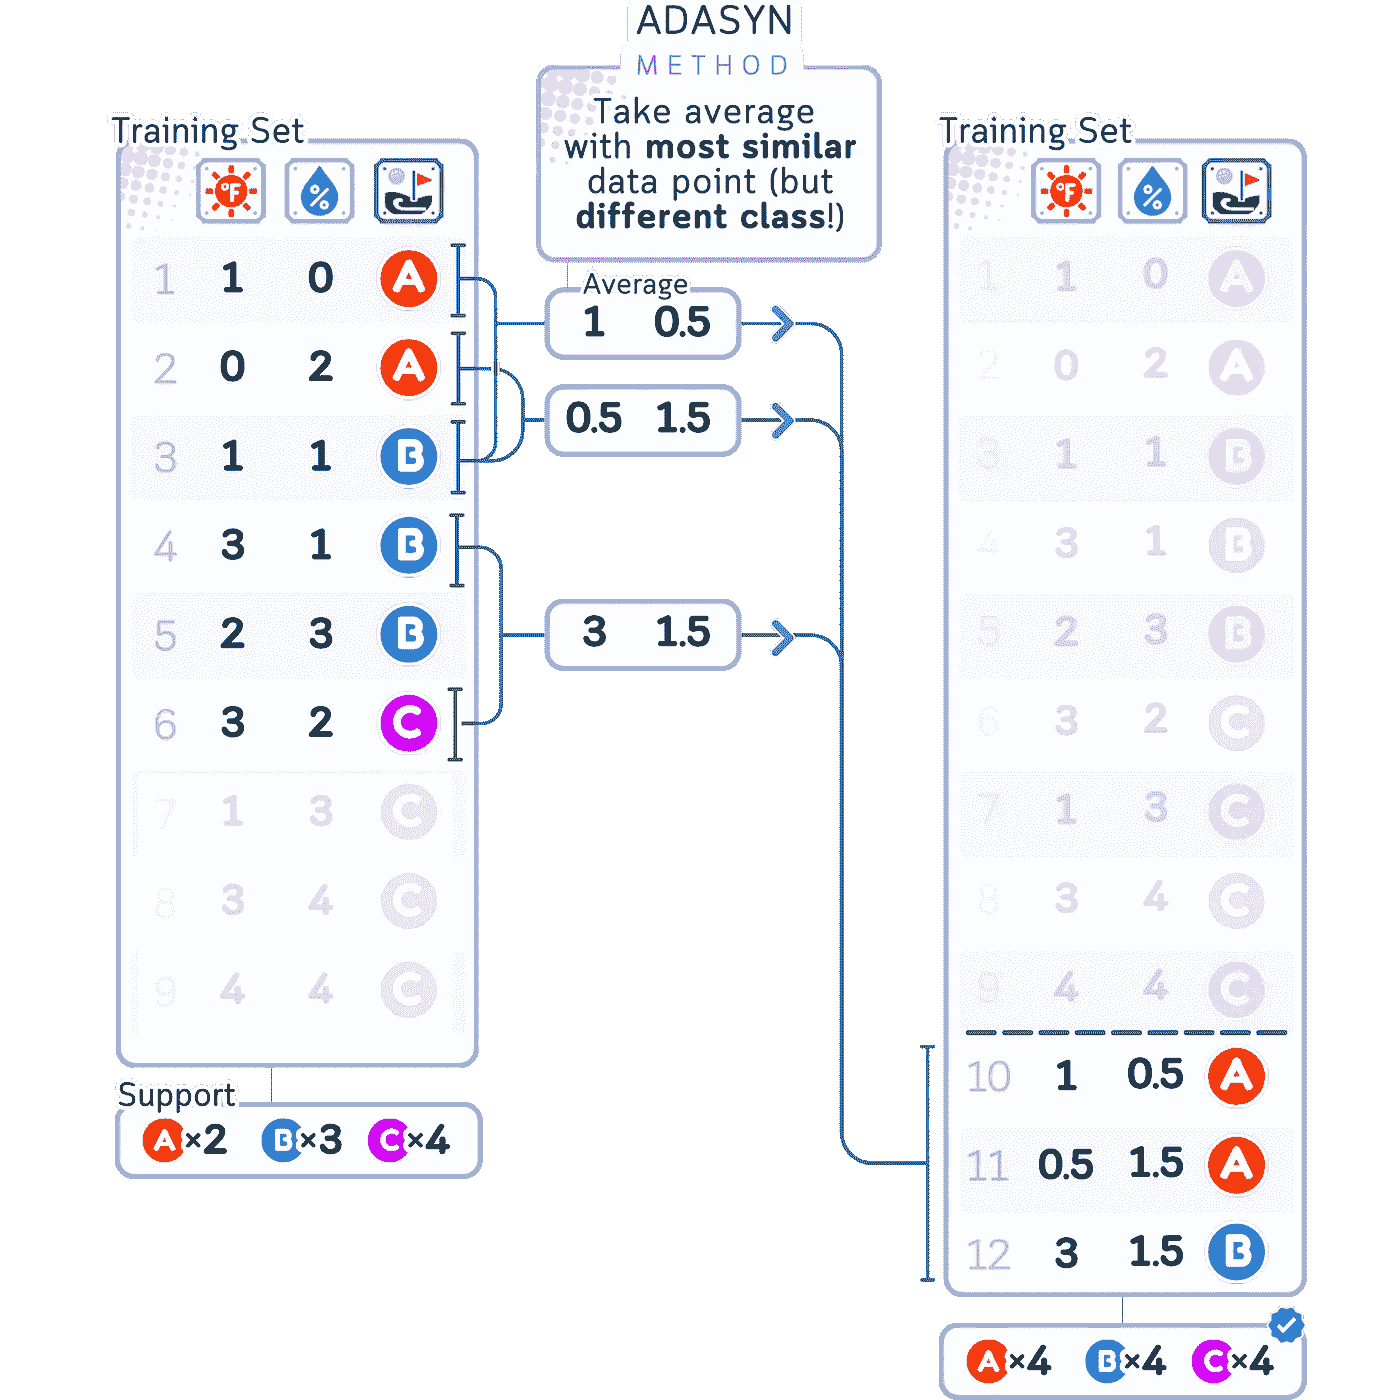 ADASYN
METHOD
Take average
with most similar
data point (but
different class!)
Training Set
°F % 
1 1 0 A
2 0 2 A
3 1 1 B
4 3 1 B
5 2 3 B
6 3 2 C
7 1 3 C
8 3 4 C
9 4 4 C
Support
A×2 B×3 C×4
Average
1 0.5
0.5 1.5
3 1.5
Training Set
°F %
1 1 0 A
2 0 2 A
3 1 1 B
4 3 1 B
5 2 3 B
6 3 2 C
7 1 3 C
8 3 4 C
9 4 4 C
10 1 0.5 A
11 0.5 1.5 A
12 3 1.5 B
A×4 B×4 C×4